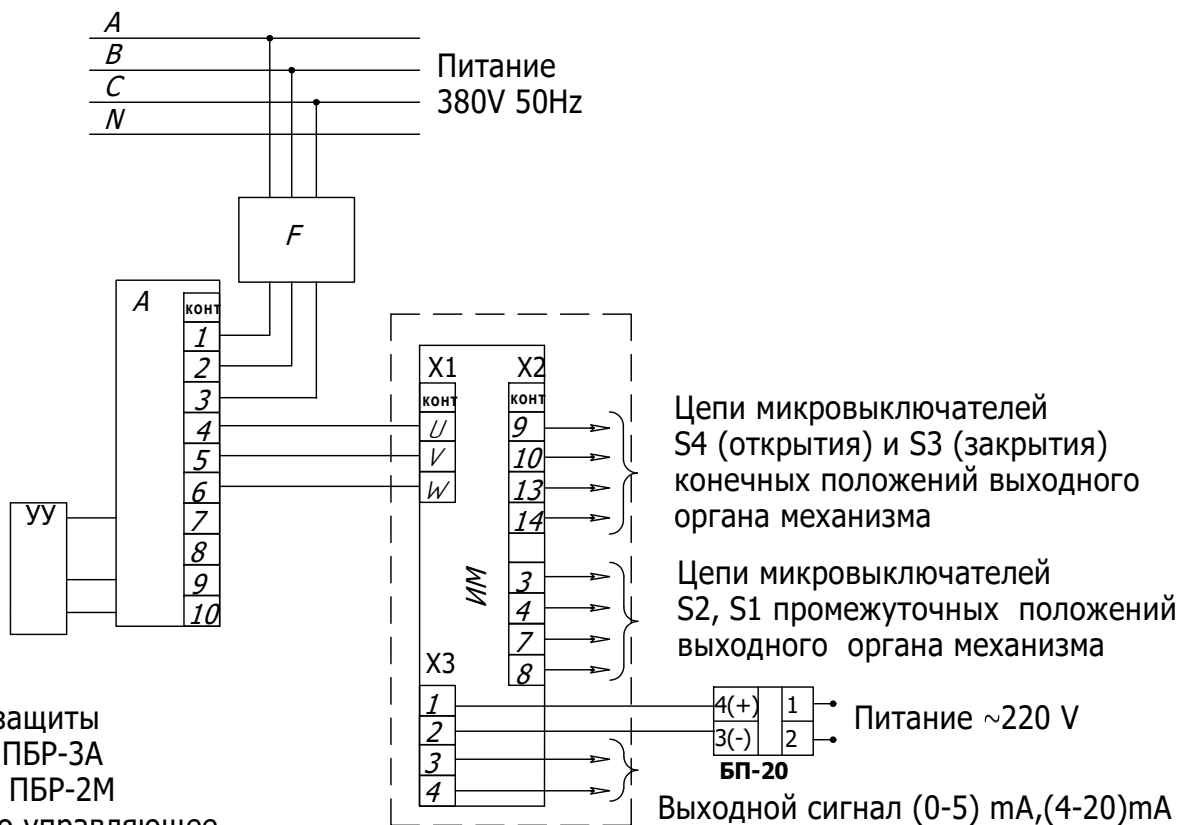 A
B
C
N
Питание
380V 50Hz
F
A
конт
1
2
3
4
5
6
7
8
9
10
УУ
X1
конт
U
V
W
X2
конт
9
10
13
14
3
4
7
8
ИМ
X3
1
2
3
4
Цепи микровыключателей
S4 (открытия) и S3 (закрытия)
конечных положений выходного
органа механизма
Цепи микровыключателей
S2, S1 промежуточных положений
выходного органа механизма
4(+) 1
3(-) 2
БП-20
Питание ~220 V
Выходной сигнал (0-5) mA,(4-20)mA
защиты
ПБР-3А
ПБР-2М
управляющее